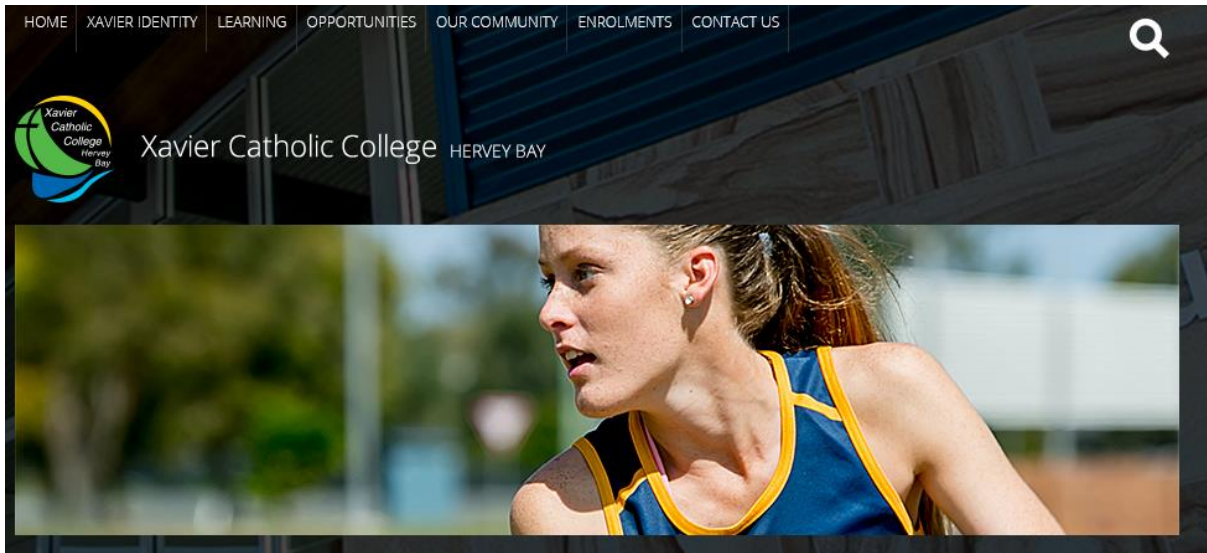 HOME XAVIER IDENTITY LEARNING OPPORTUNITIES OUR COMMUNITY ENROLMENTS CONTACT US
Xavier
Catholic
College
Hervey
Bay
Xavier Catholic College HERVEY BAY